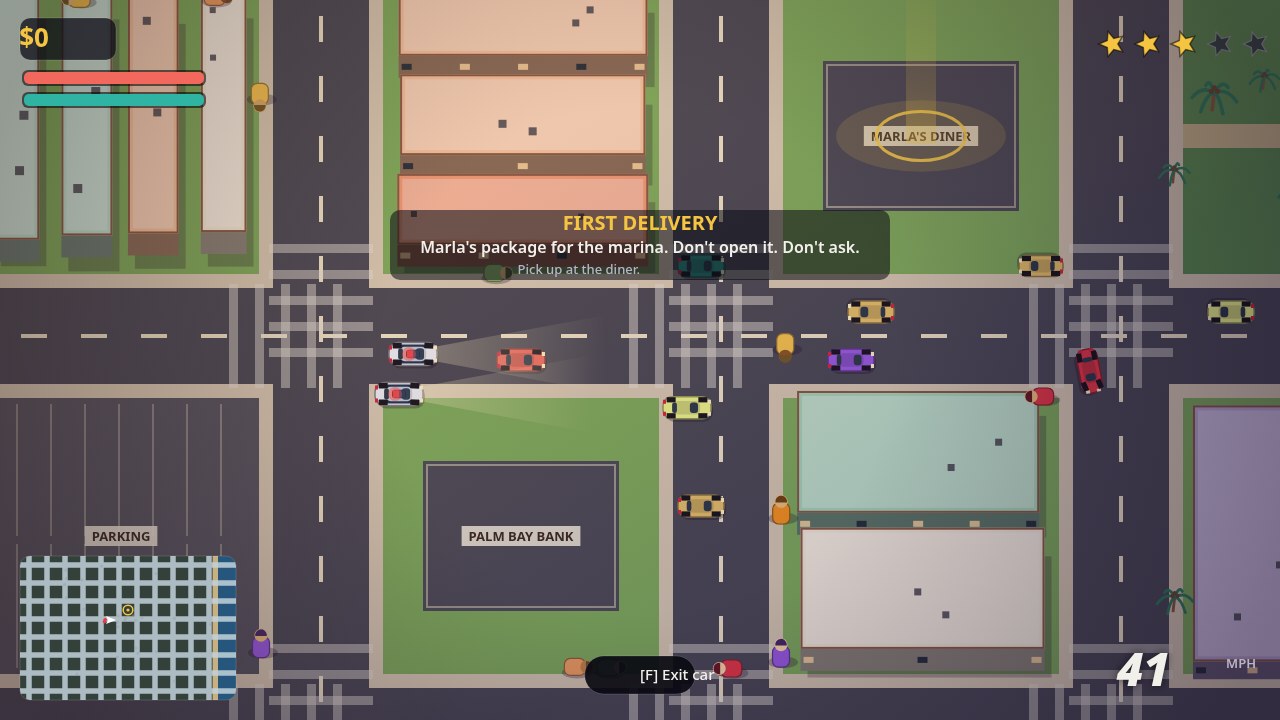 $0
MARLA'S DINER
FIRST DELIVERY
Marla's package for the marina. Don't open it. Don't ask.
Pick up at the diner.
PARKING
PALM BAY BANK
[F] Exit car
41 MPH